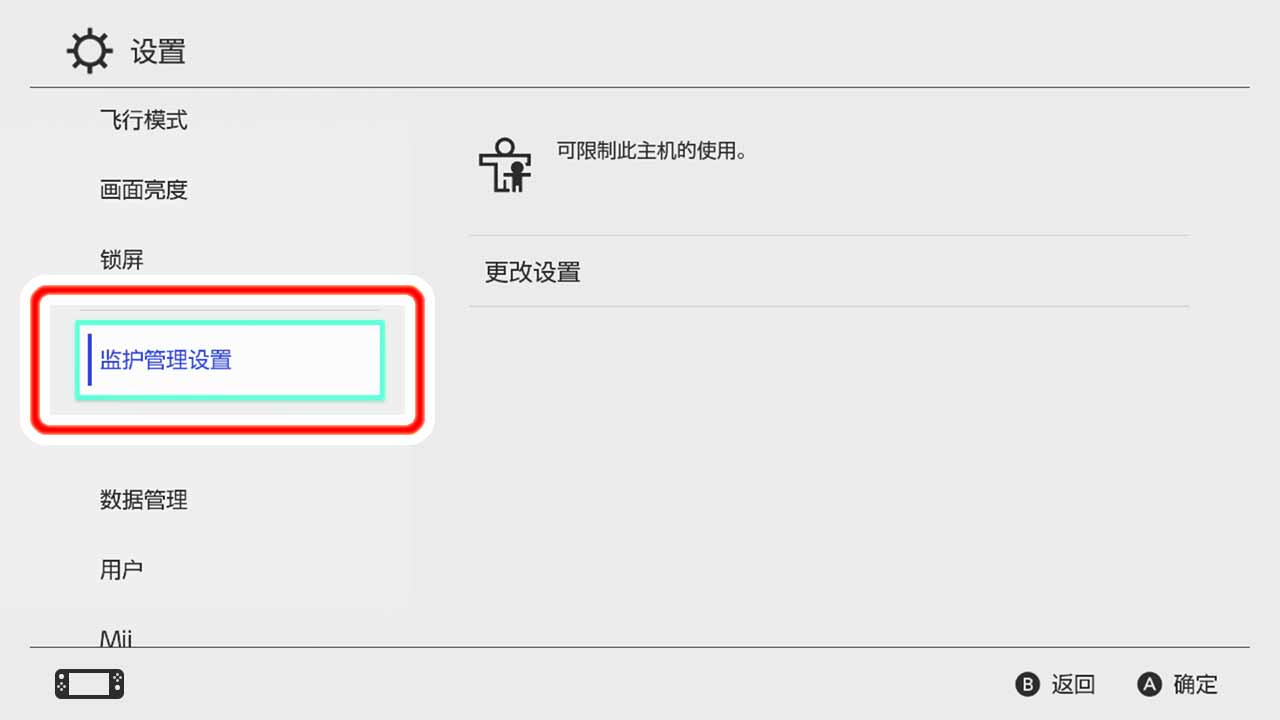 设置
飞行模式
画面亮度
锁屏
监护管理设置
数据管理
用户
Mii
可限制此主机的使用。
更改设置
B 返回
A 确定